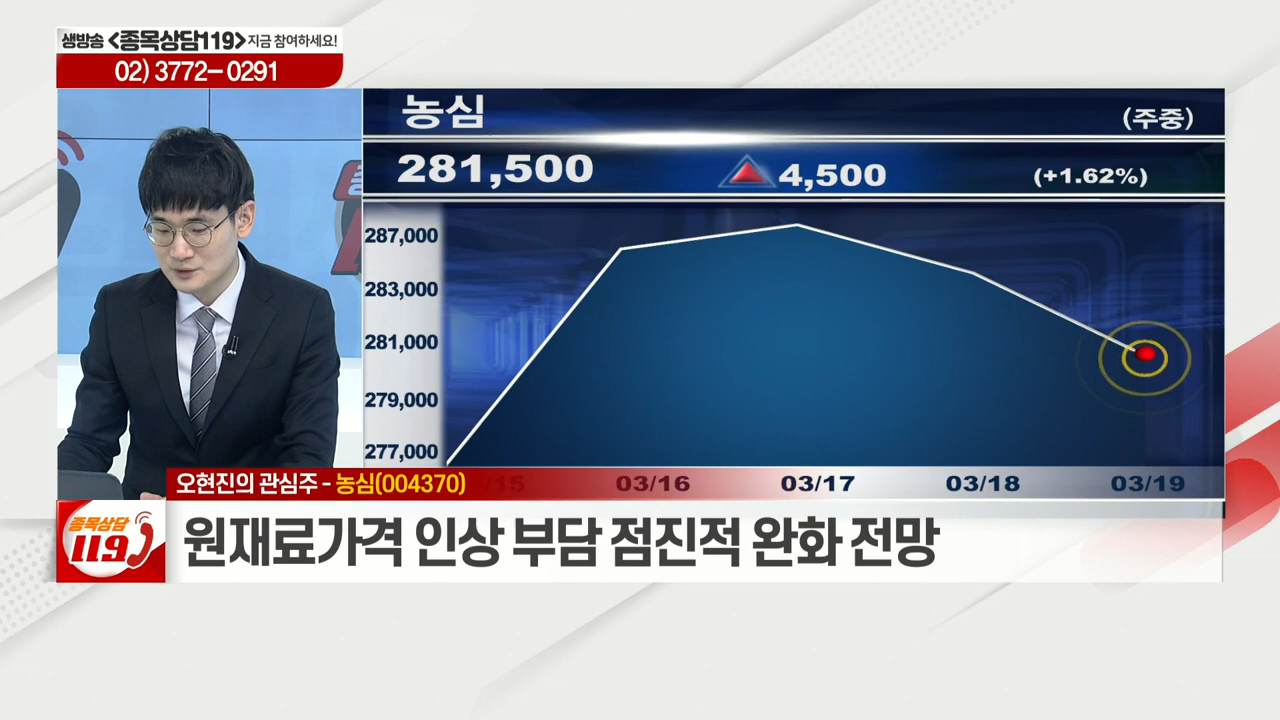 생방송 <종목상담119> 지금 참여하세요!
02) 3772-0291
농심
(주중)
281,500
4,500
(+1.62%)
287,000
283,000
281,000
279,000
277,000
03/16
03/17
03/18
03/19
오현진의 관심주 - 농심(004370)
종목상담
119
원재료가격 인상 부담 점진적 완화 전망